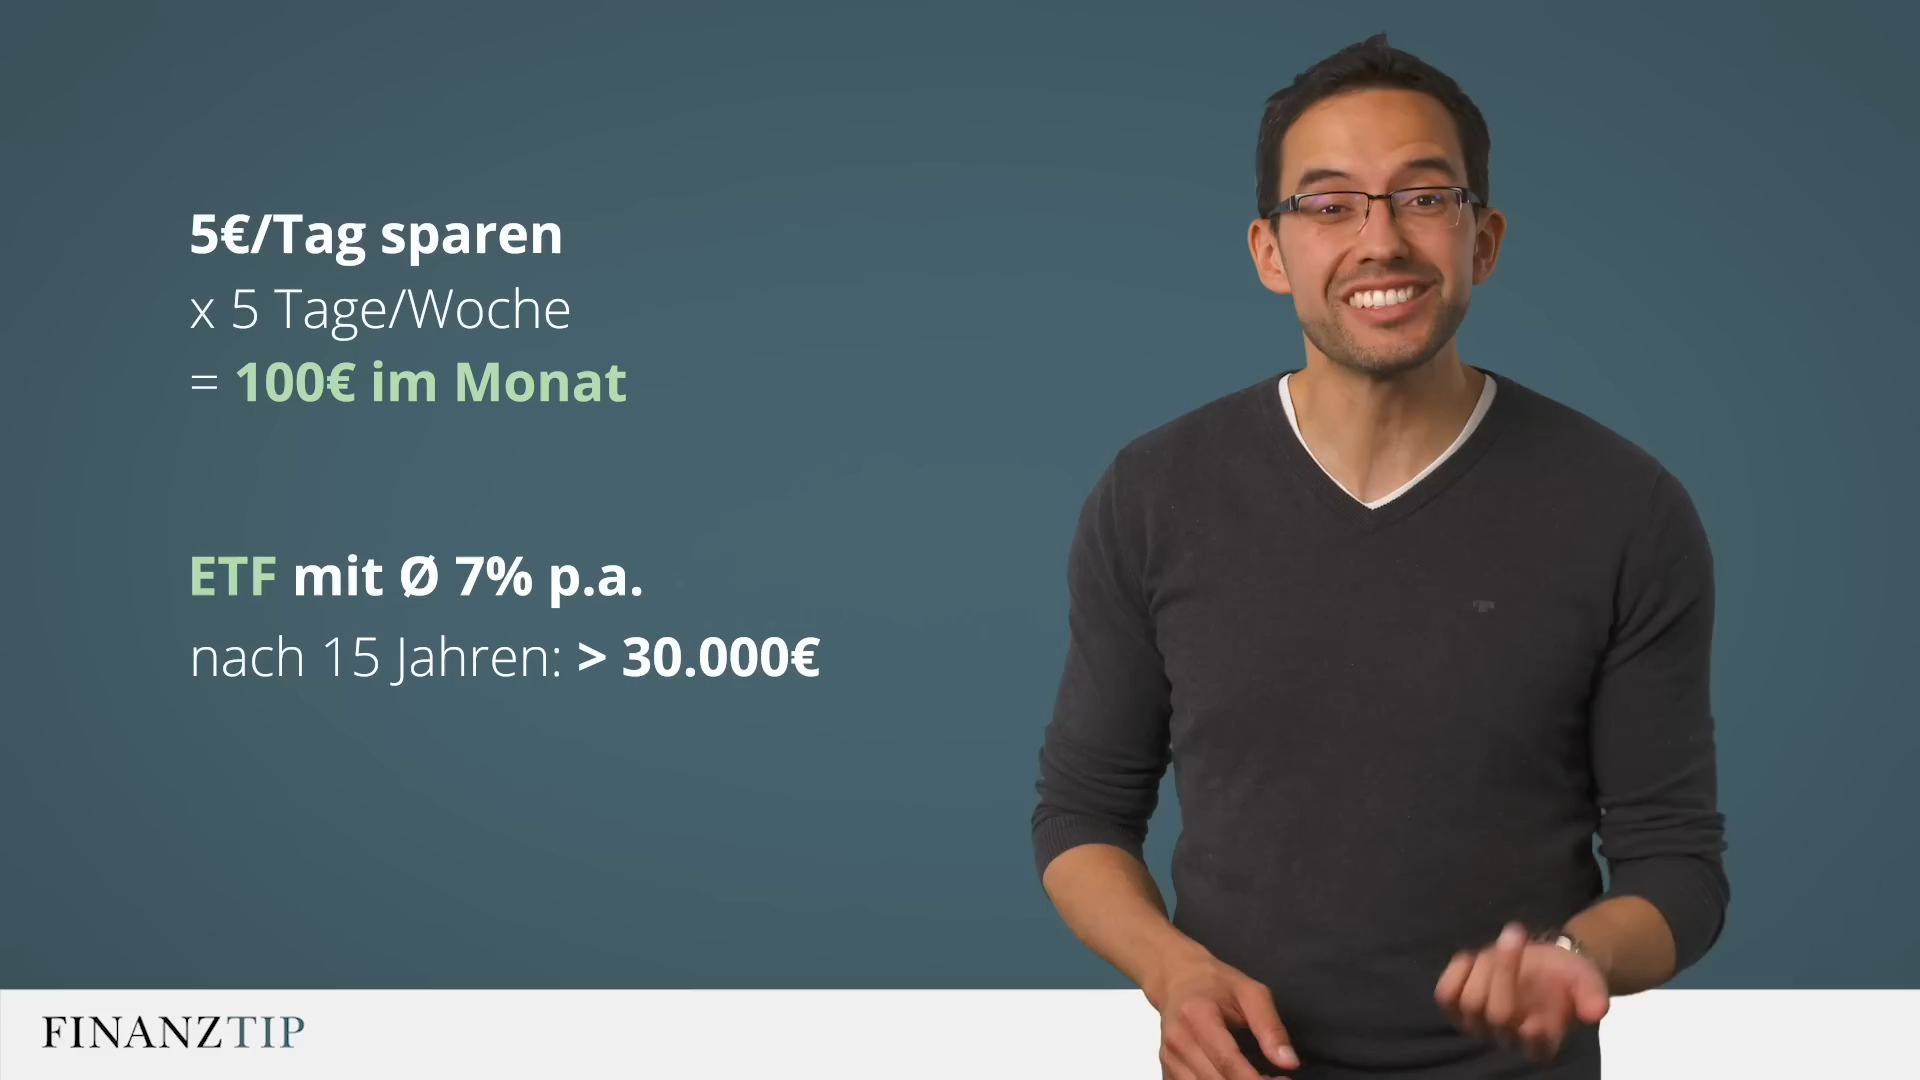 5€/Tag sparen
x 5 Tage/Woche
= 100€ im Monat
ETF mit Ø 7% p.a.
nach 15 Jahren: > 30.000€
FINANZTIP